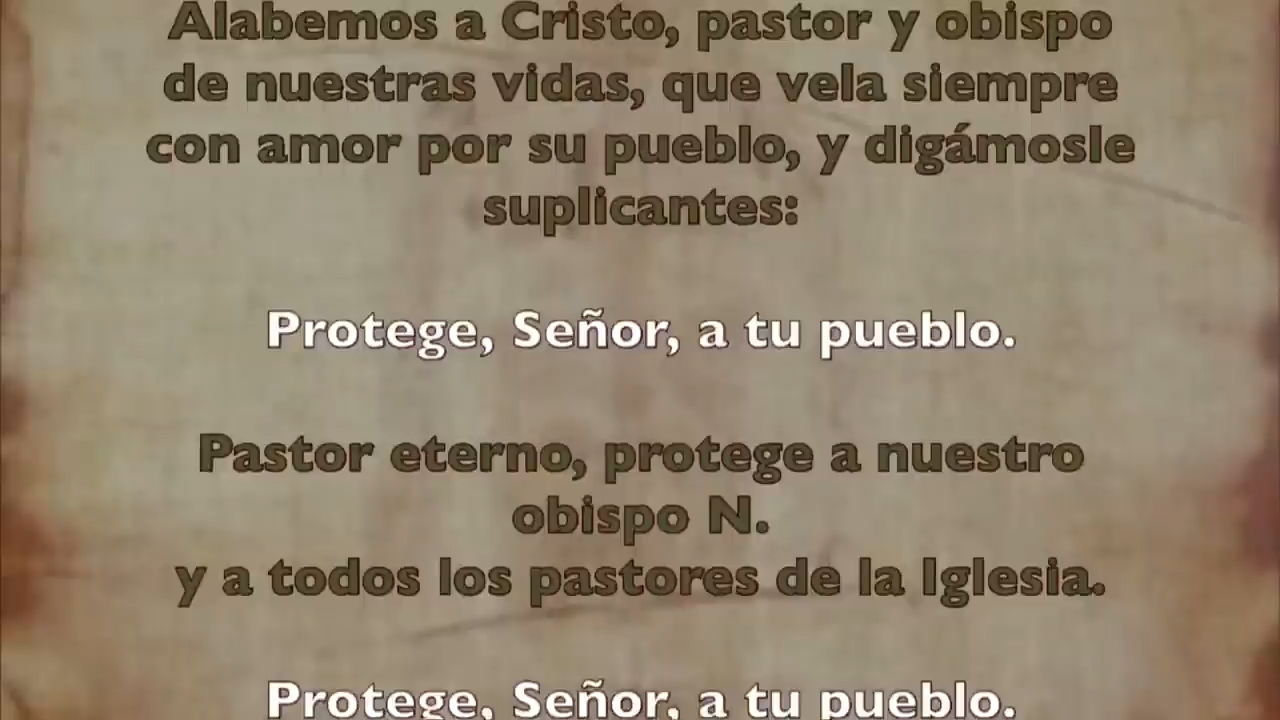 Alabemos a Cristo, pastor y obispo
de nuestras vidas, que vela siempre
con amor por su pueblo, y digámosle
suplicantes:
Protege, Señor, a tu pueblo.
Pastor eterno, protege a nuestro
obispo N.
y a todos los pastores de la Iglesia.
Protege, Señor, a tu pueblo.